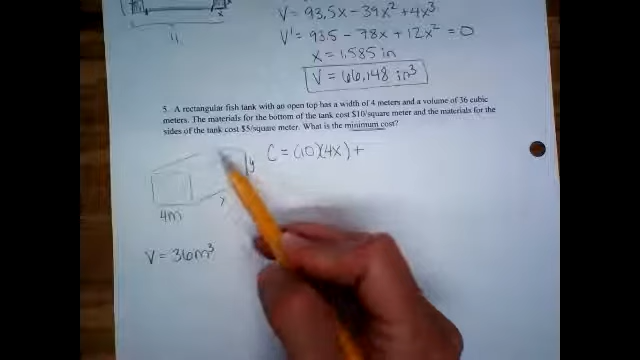 V = 93.5x - 39x² + 4x³
V' = 93.5 - 78x + 12x² = 0
x = 1.585 in
V = 66.148 in³
5. A rectangular fish tank with an open top has a width of 4 meters and a volume of 36 cubic
meters. The materials for the bottom of the tank cost $10/square meter and the materials for the
sides of the tank cost $5/square meter. What is the minimum cost?
C = (10)(4x) +
y
x
4m
V = 36m³